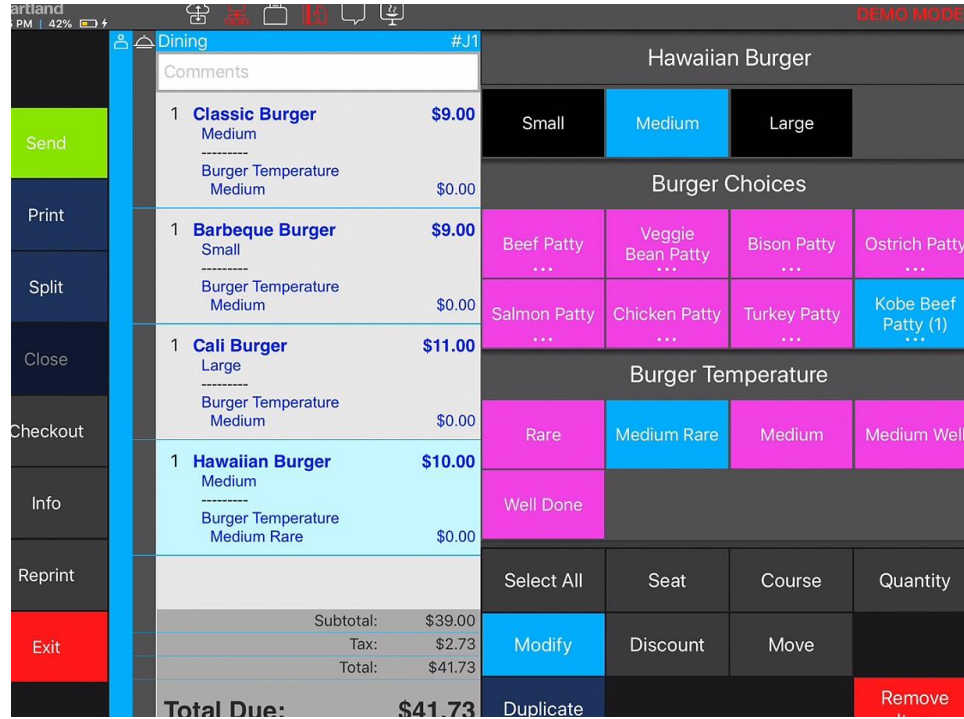 artland
PM | 42%
DEMO MODE
Send
Print
Split
Close
Checkout
Info
Reprint
Exit
Dining #J1
Comments
1 Classic Burger $9.00
Medium
---------
Burger Temperature
Medium $0.00
1 Barbeque Burger $9.00
Small
---------
Burger Temperature
Medium $0.00
1 Cali Burger $11.00
Large
---------
Burger Temperature
Medium $0.00
1 Hawaiian Burger $10.00
Medium
---------
Burger Temperature
Medium Rare $0.00
Subtotal: $39.00
Tax: $2.73
Total: $41.73
Total Due: $41.73
Hawaiian Burger
Small Medium Large
Burger Choices
Beef Patty
...
Veggie
Bean Patty
...
Bison Patty
...
Ostrich Patty
...
Salmon Patty
...
Chicken Patty
...
Turkey Patty
...
Kobe Beef
Patty (1)
...
Burger Temperature
Rare Medium Rare Medium Medium Well
Well Done
Select All Seat Course Quantity
Modify Discount Move
Duplicate
Remove